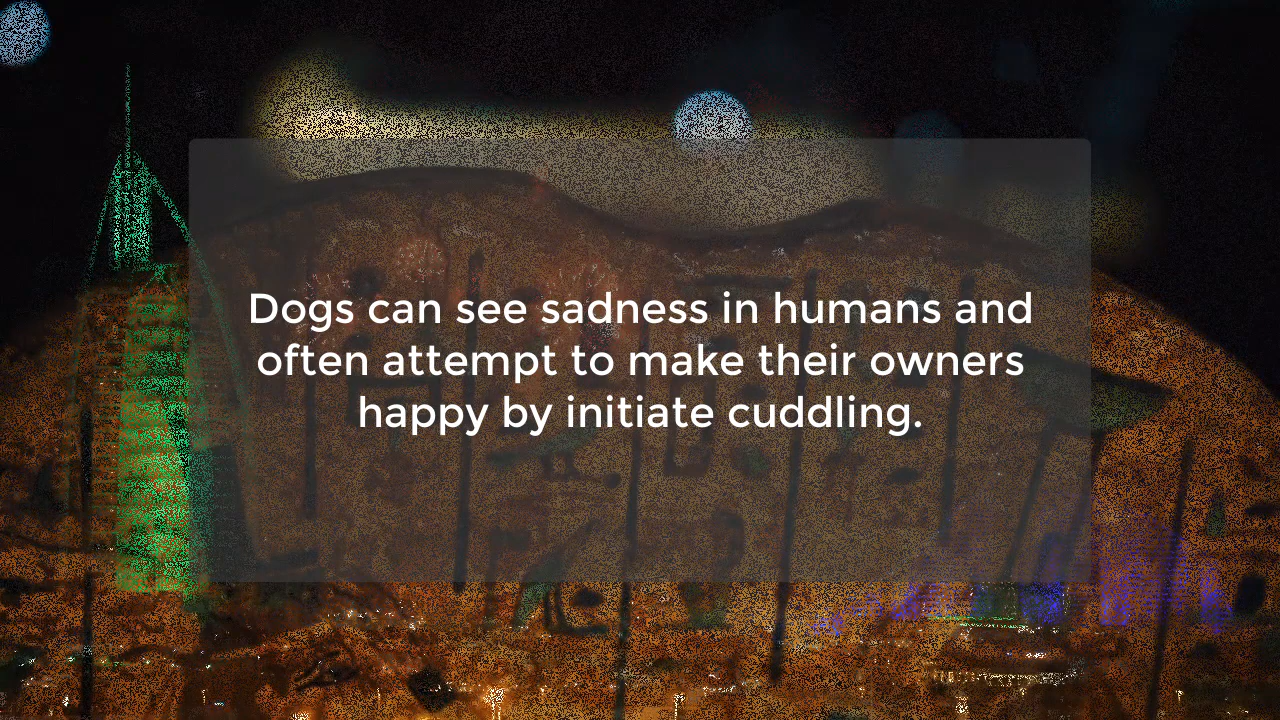 Dogs can see sadness in humans and
often attempt to make their owners
happy by initiate cuddling.